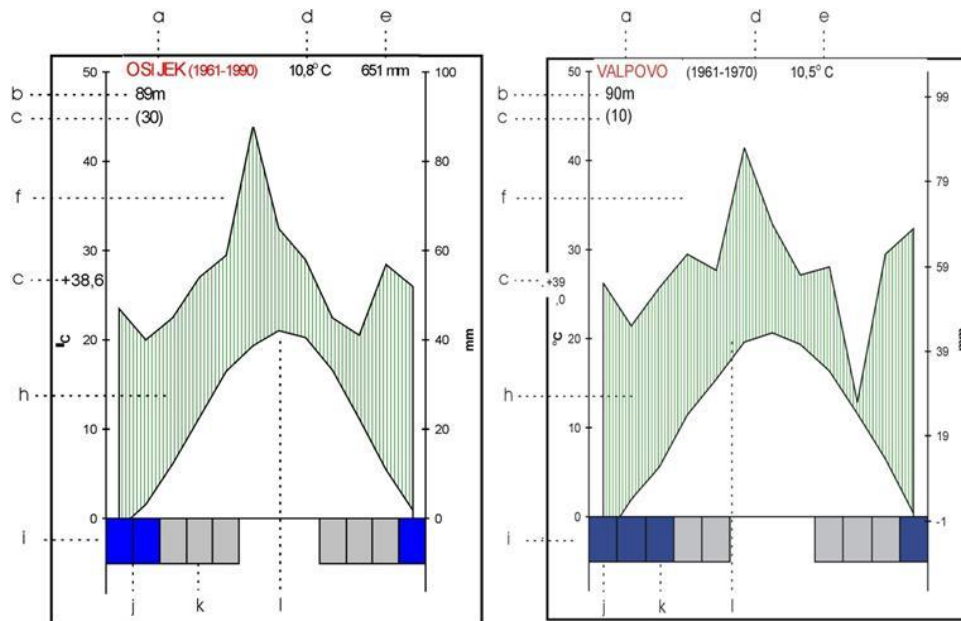 a d e
OSIJEK (1961-1990) 10.8° C 651 mm
b 89m
c (30)
50 100
40 80
f
30 60
c +38,6
20 40
°C mm
h
10 20
0 0
i
j k l
a d e
VALPOVO (1961-1970) 10,5° C
b 90m
c (10)
50 99
40 79
f
30 59
c +39
,0
20 39
°C mm
h
10 19
0 -1
i
j k l